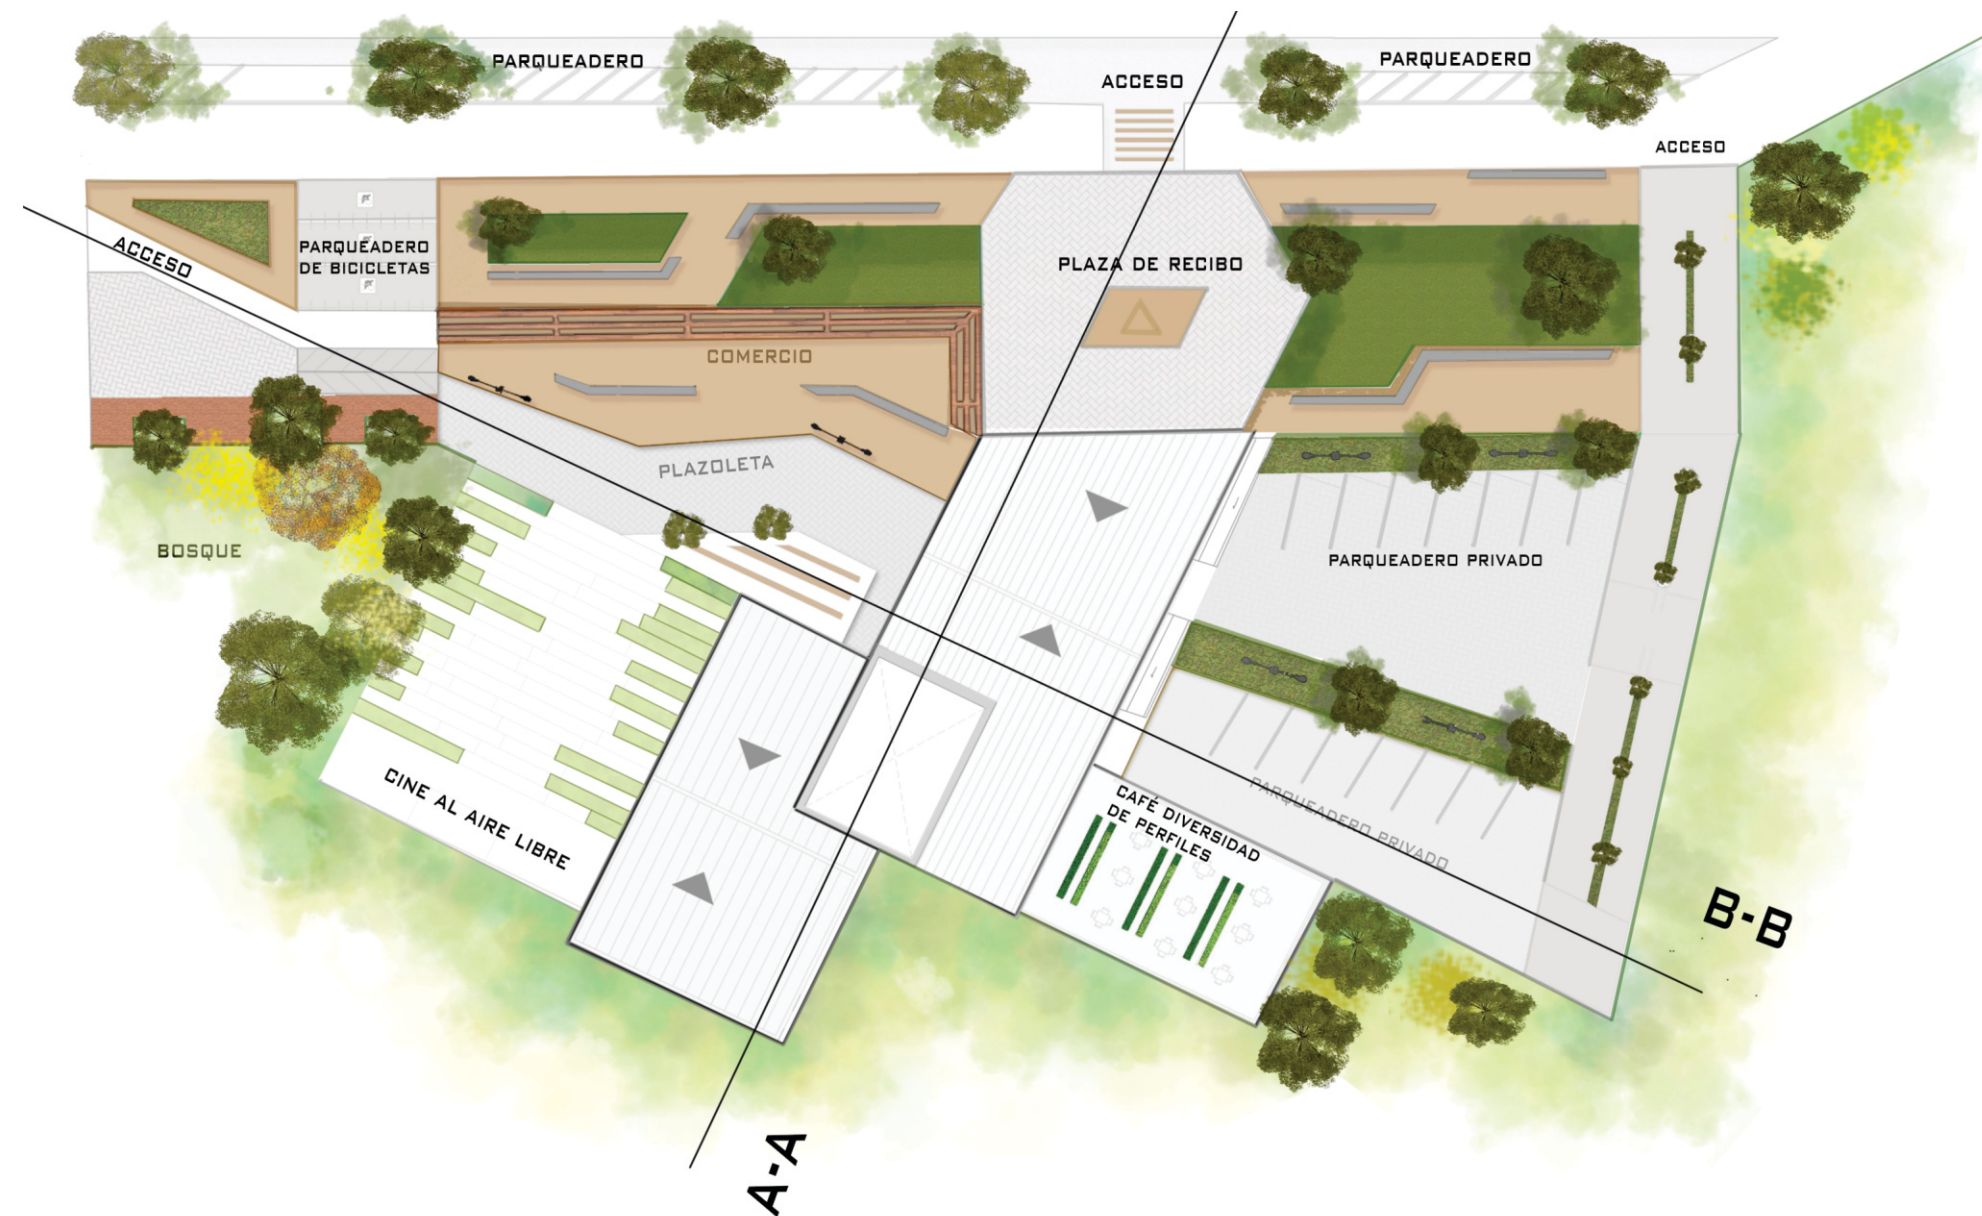 PARQUEADERO
PARQUEADERO
ACCESO
ACCESO
ACCESO
PARQUEADERO
DE BICICLETAS
PLAZA DE RECIBO
COMERCIO
PLAZOLETA
BOSQUE
PARQUEADERO PRIVADO
CINE AL AIRE LIBRE
CAFÉ DIVERSIDAD
DE PERFILES
PARQUEADERO PRIVADO
B-B
A-A